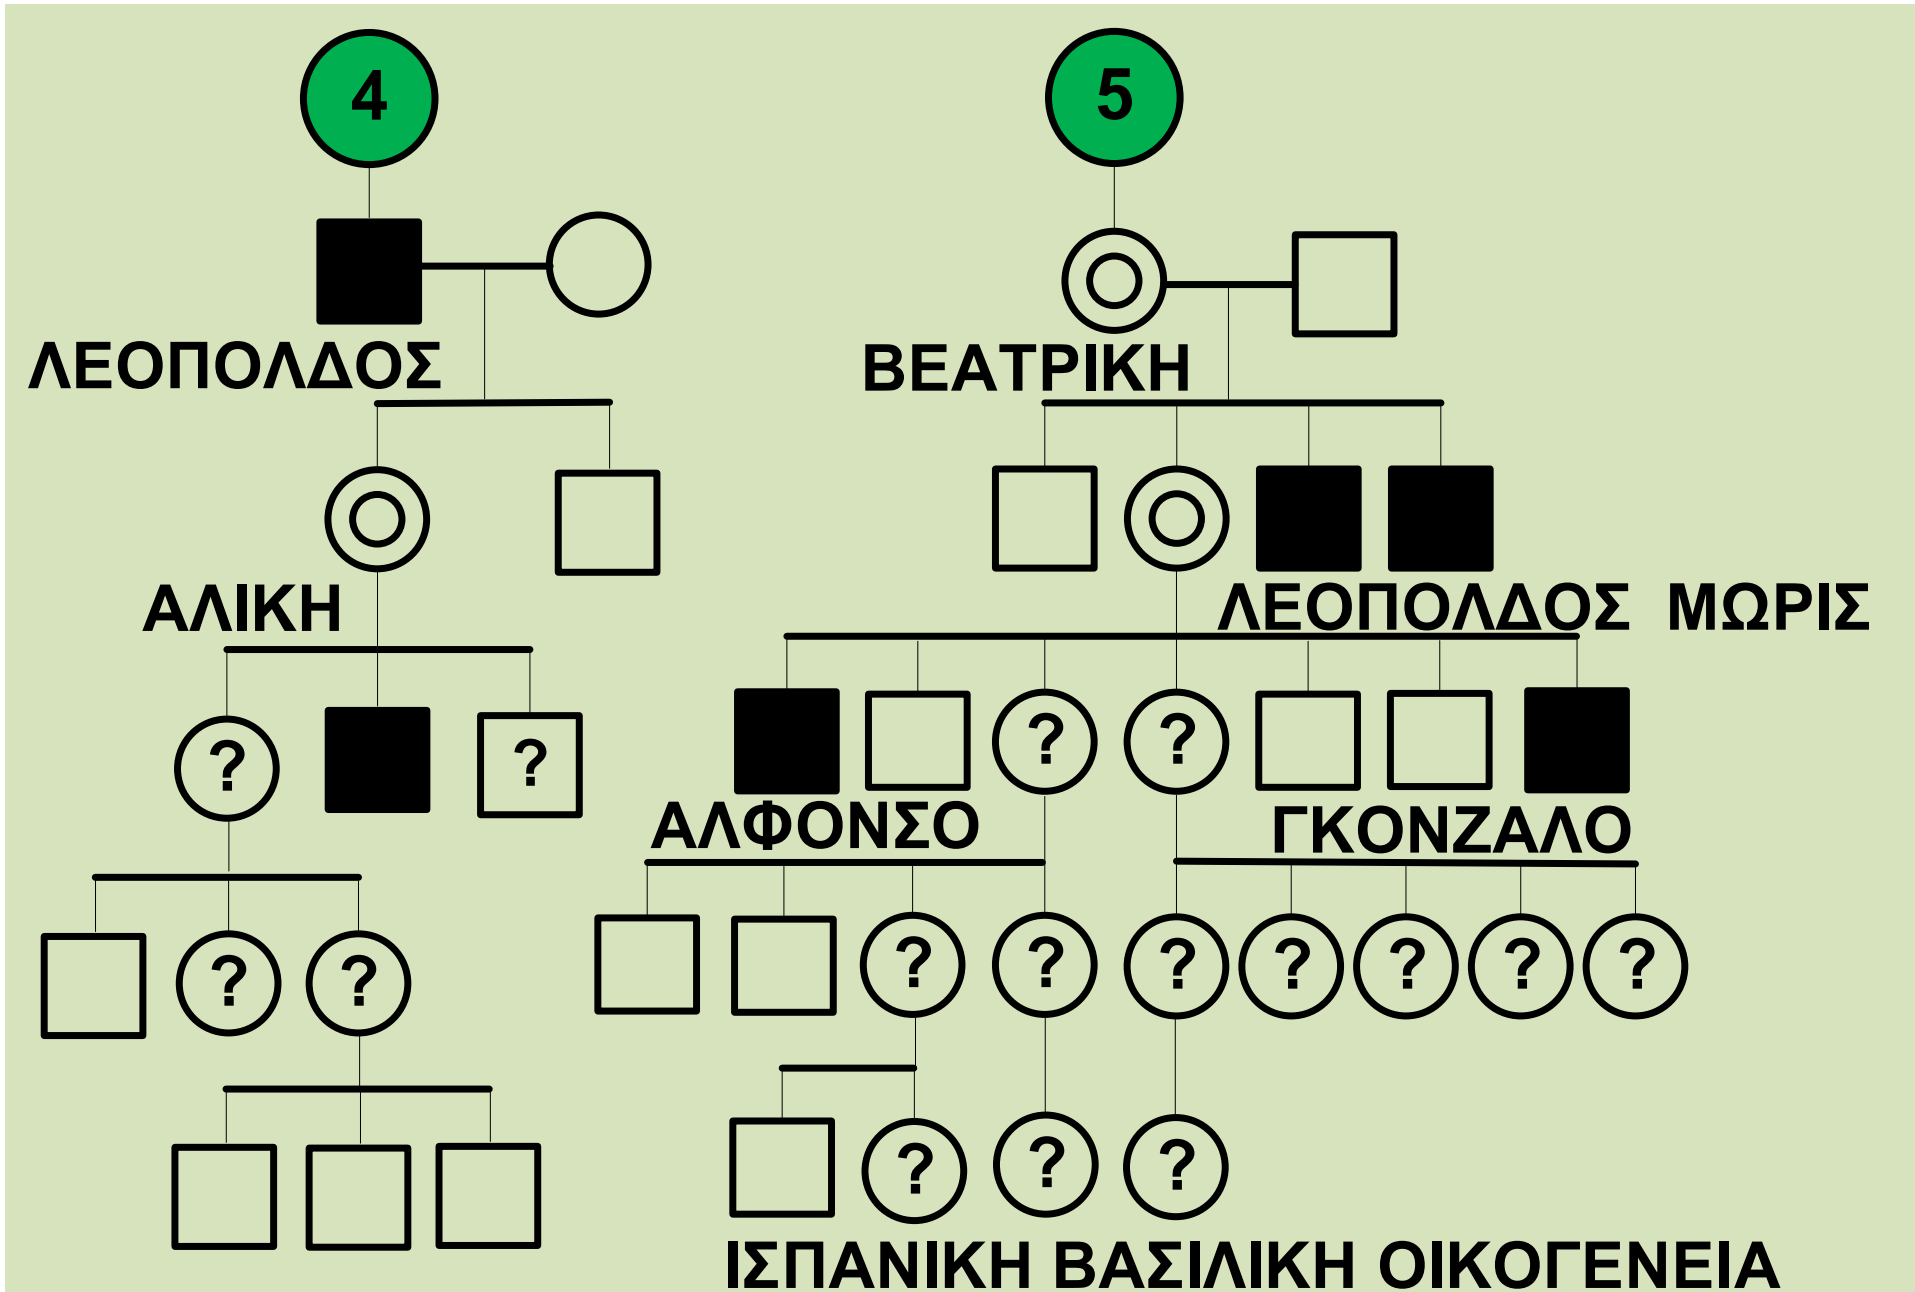 4 5
ΛΕΟΠΟΛΔΟΣ ΒΕΑΤΡΙΚΗ
ΑΛΙΚΗ ΛΕΟΠΟΛΔΟΣ ΜΩΡΙΣ
? ? ? ?
ΑΛΦΟΝΣΟ ΓΚΟΝΖΑΛΟ
? ? ? ? ? ? ? ? ?
? ? ?
ΙΣΠΑΝΙΚΗ ΒΑΣΙΛΙΚΗ ΟΙΚΟΓΕΝΕΙΑ